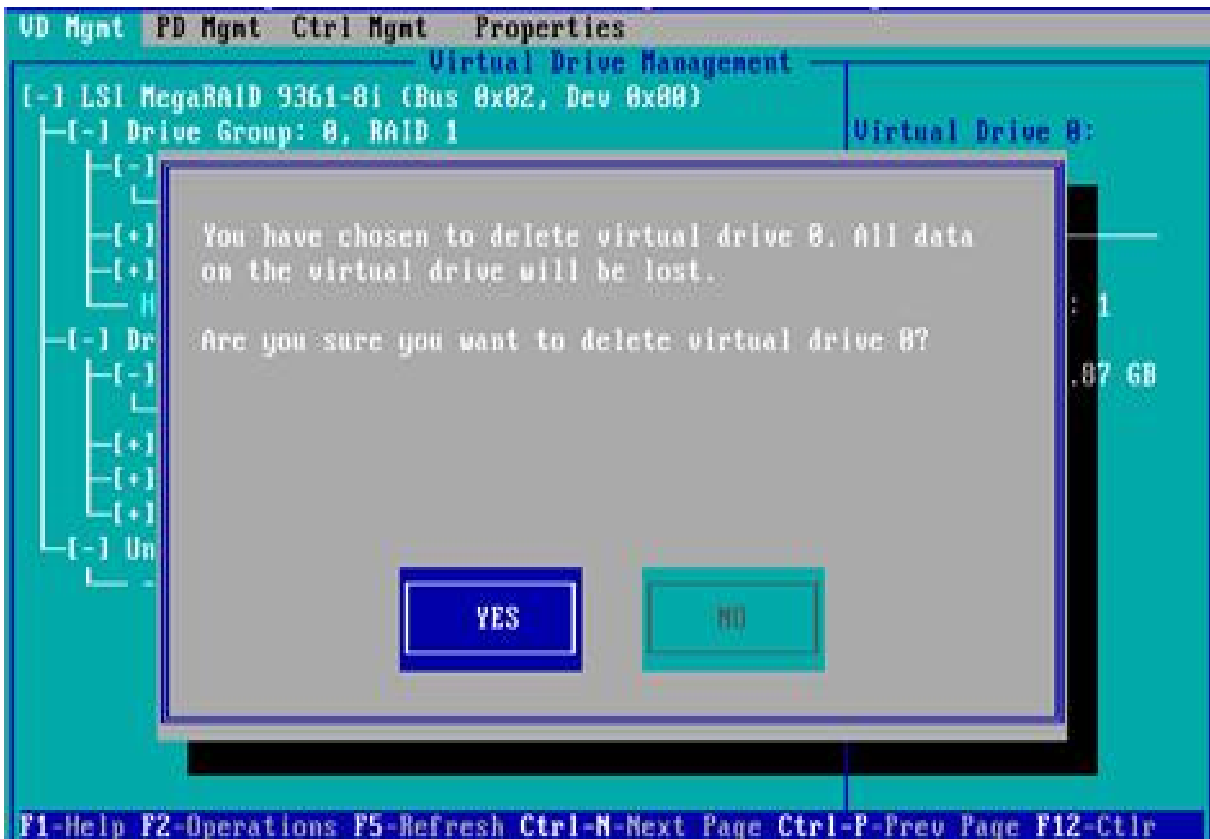 VD Mgmt PD Mgmt Ctrl Mgmt Properties
Virtual Drive Management
[-] LSI MegaRAID 9361-8i (Bus 0x02, Dev 0x00)
[-] Drive Group: 0, RAID 1
Virtual Drive 0:
[-]
You have chosen to delete virtual drive 0. All data
[+]
on the virtual drive will be lost.
[+]
H
: 1
[-] Dr
Are you sure you want to delete virtual drive 0?
[-]
.87 GB
[+]
[+]
[+]
[-] Un
YES
NO
F1-Help F2-Operations F5-Refresh Ctrl-N-Next Page Ctrl-P-Prev Page F12-Ctlr